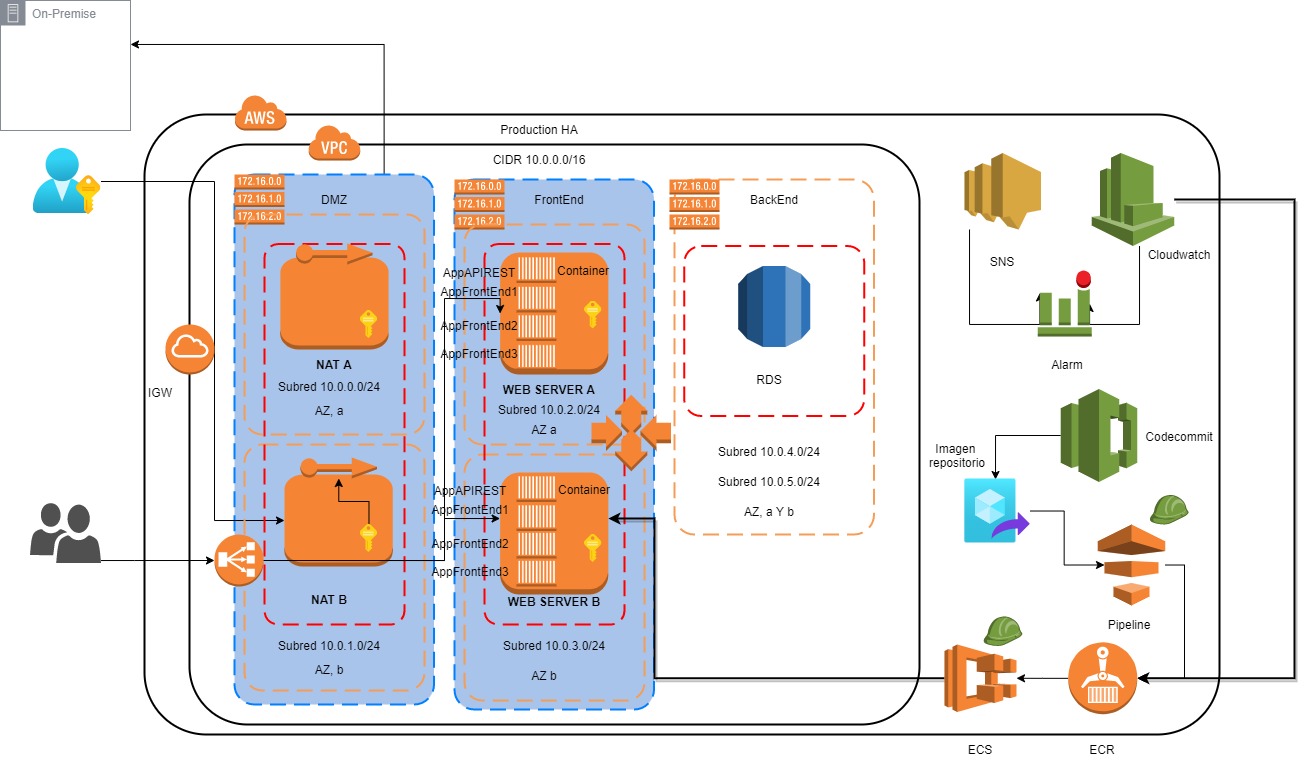 On-Premise
AWS
Production HA
VPC
CIDR 10.0.0.0/16
172.16.0.0
172.16.1.0
172.16.2.0
DMZ
172.16.0.0
172.16.1.0
172.16.2.0
FrontEnd
172.16.0.0
172.16.1.0
172.16.2.0
BackEnd
SNS
Cloudwatch
Alarm
AppAPIREST
Container
AppFrontEnd1
AppFrontEnd2
AppFrontEnd3
NAT A
Subred 10.0.0.0/24
AZ, a
WEB SERVER A
Subred 10.0.2.0/24
AZ a
RDS
IGW
Subred 10.0.4.0/24
Subred 10.0.5.0/24
AZ, a Y b
Codecommit
Imagen
repositorio
AppAPIREST
Container
AppFrontEnd1
AppFrontEnd2
AppFrontEnd3
NAT B
Subred 10.0.1.0/24
AZ, b
WEB SERVER B
Subred 10.0.3.0/24
AZ b
Pipeline
ECS
ECR